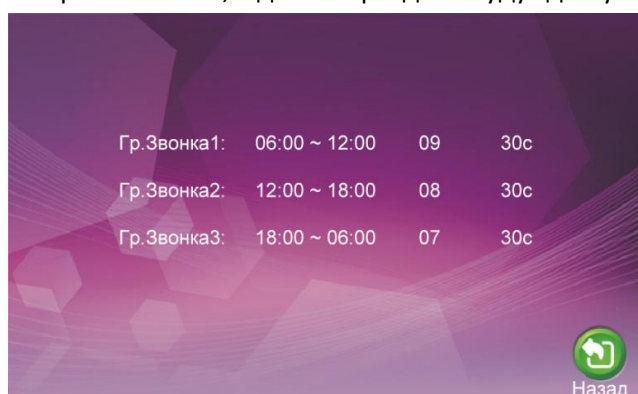 Гр.Звонка1: 06:00 ~ 12:00 09 30с
Гр.Звонка2: 12:00 ~ 18:00 08 30с
Гр.Звонка3: 18:00 ~ 06:00 07 30с
Назад